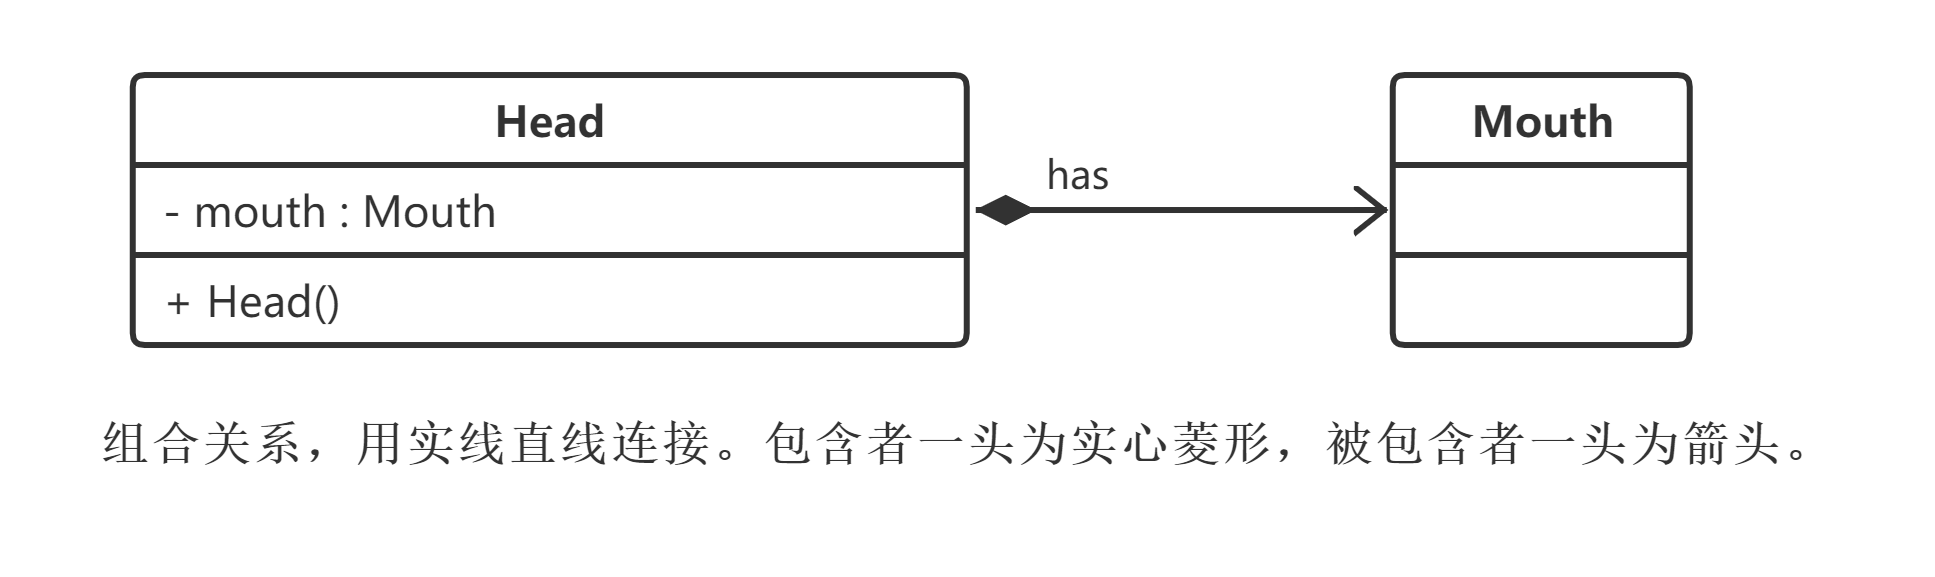 Head
- mouth : Mouth
+ Head()
has
Mouth
组合关系，用实线直线连接。包含者一头为实心菱形，被包含者一头为箭头。